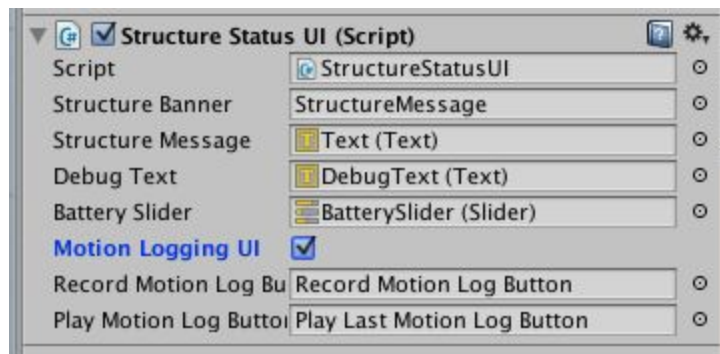 Structure Status UI (Script)
Script StructureStatusUI
Structure Banner StructureMessage
Structure Message Text (Text)
Debug Text DebugText (Text)
Battery Slider BatterySlider (Slider)
Motion Logging UI
Record Motion Log Bu Record Motion Log Button
Play Motion Log Button Play Last Motion Log Button